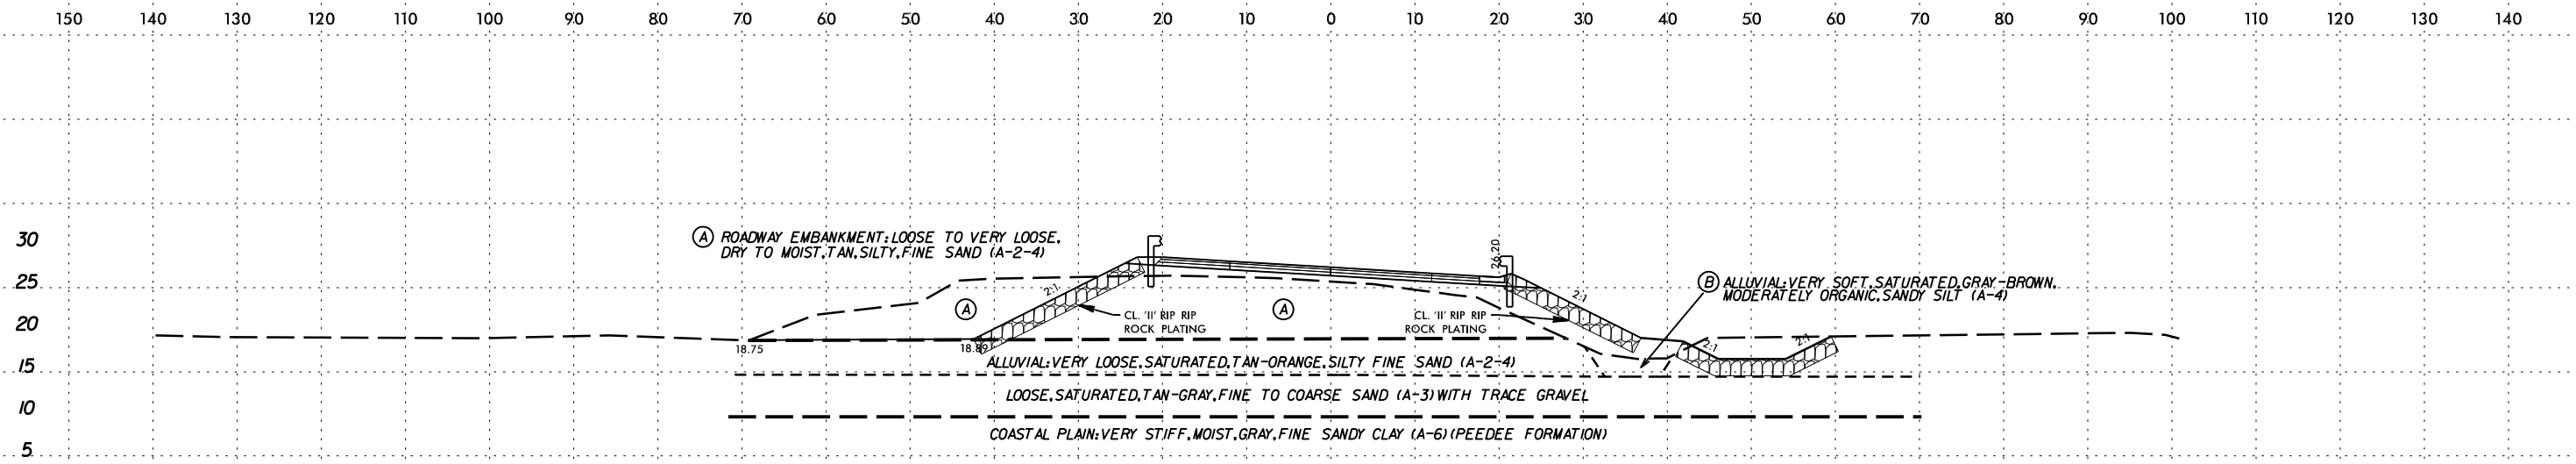 150 140 130 120 110 100 90 80 70 60 50 40 30 20 10 0 10 20 30 40 50 60 70 80 90 100 110 120 130 140
30
Ⓐ ROADWAY EMBANKMENT: LOOSE TO VERY LOOSE,
DRY TO MOIST, TAN, SILTY, FINE SAND (A-2-4)
26.20
25
2:1
2:1
Ⓑ ALLUVIAL: VERY SOFT, SATURATED, GRAY-BROWN,
MODERATELY ORGANIC, SANDY SILT (A-4)
20
Ⓐ
Ⓐ
CL. 'II' RIP RIP
ROCK PLATING
CL. 'II' RIP RIP
ROCK PLATING
18.75
18.89
2:1
2:1
15
ALLUVIAL: VERY LOOSE, SATURATED, TAN-ORANGE, SILTY FINE SAND (A-2-4)
10
LOOSE, SATURATED, TAN-GRAY, FINE TO COARSE SAND (A-3) WITH TRACE GRAVEL
5
COASTAL PLAIN: VERY STIFF, MOIST, GRAY, FINE SANDY CLAY (A-6) (PEEDEE FORMATION)